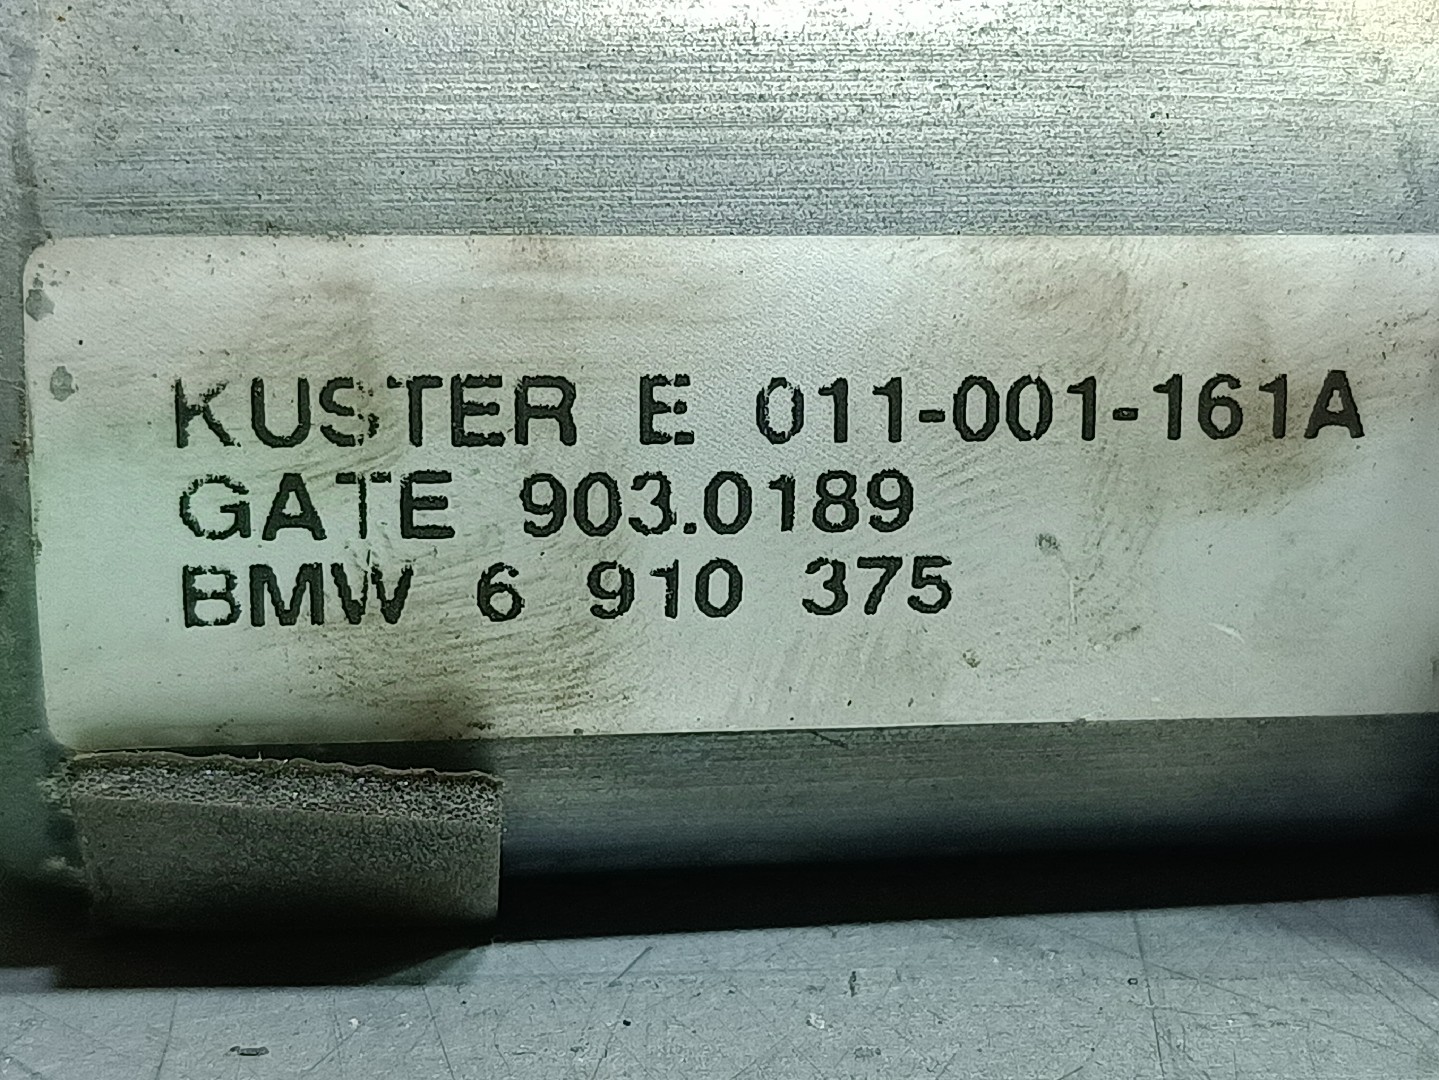 KUSTER E 011-001-161A
GATE 903.0189
BMW 6 910 375